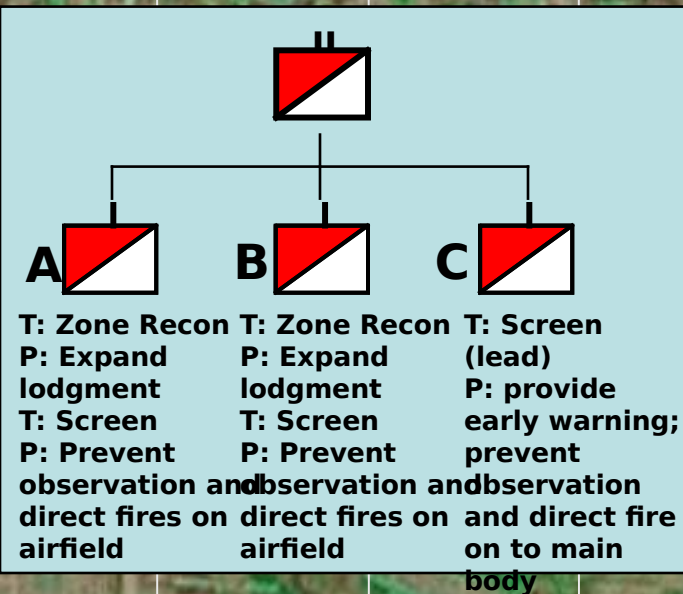 A
T: Zone Recon
P: Expand
lodgment
T: Screen
P: Prevent
observation and
direct fires on
airfield
B
T: Zone Recon
P: Expand
lodgment
T: Screen
P: Prevent
observation and
direct fires on
airfield
C
T: Screen
(lead)
P: provide
early warning;
prevent
observation
and direct fire
on to main
body